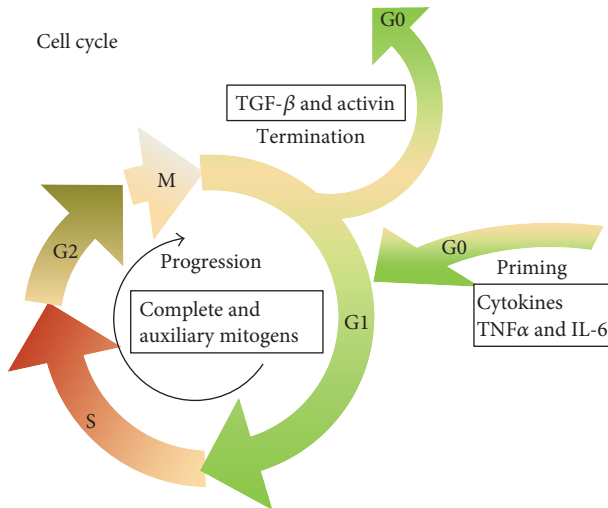 Cell cycle
G0
TGF-β and activin
Termination
M
G2
G0
Progression
Priming
Complete and
auxiliary mitogens
G1
Cytokines
TNFα and IL-6
S